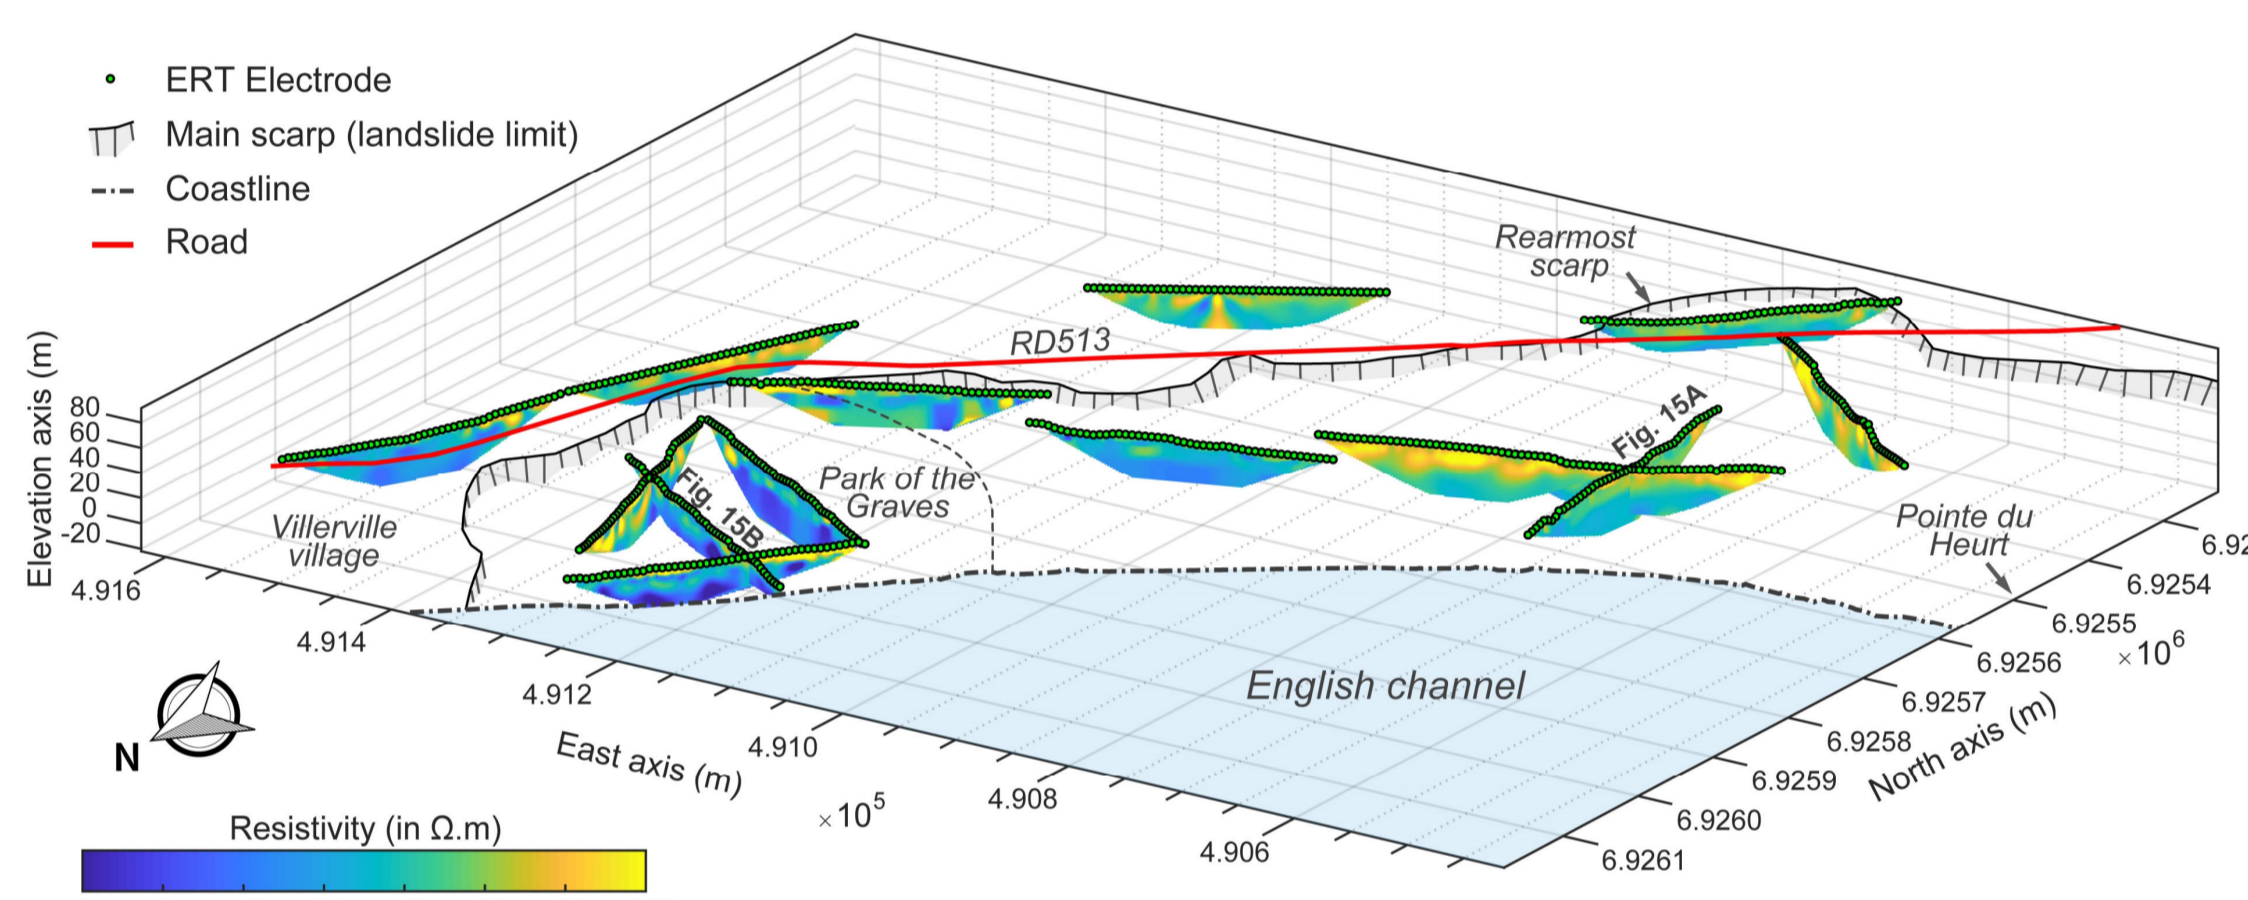 ERT Electrode
Main scarp (landslide limit)
Coastline
Road
Rearmost
scarp
RD513
Fig. 15A
Fig. 15B
Park of the
Graves
Villerville
village
Pointe du
Heurt
English channel
Elevation axis (m)
80
60
40
20
0
-20
4.916
4.914
4.912
4.910
4.908
4.906
East axis (m)
×10⁵
6.92
6.9254
6.9255
6.9256
6.9257
6.9258
6.9259
6.9260
6.9261
×10⁶
North axis (m)
N
Resistivity (in Ω.m)